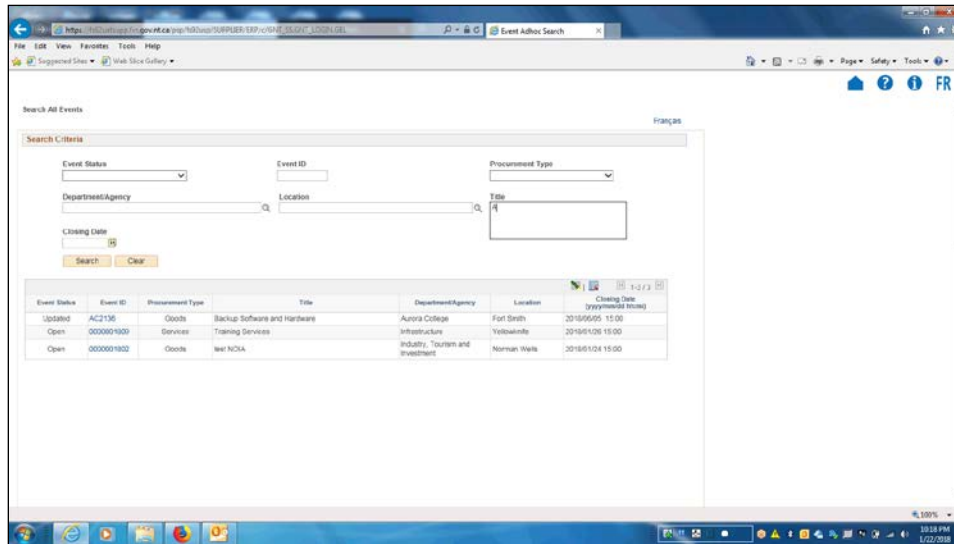 Event Adhoc Search
File Edit View Favorites Tools Help
Suggested Sites Web Slice Gallery
Page Safety Tools
FR
Search All Events
Français
Search Criteria
Event Status Event ID Procurement Type
Department/Agency Location Title
A
Closing Date
Search Clear
Event Status Event ID Procurement Type Title Department/Agency Location Closing Date (yyyy/mm/dd hh:mi)
Updated AC2136 Goods Backup Software and Hardware Aurora College Fort Smith 2018/06/05 15:00
Open Services Training Services Infrastructure Yellowknife 2018/01/26 15:00
Open 0000001802 Goods test NOIA Industry, Tourism and Investment Norman Wells 2018/01/24 15:00
100%
10:18 PM
1/22/2018